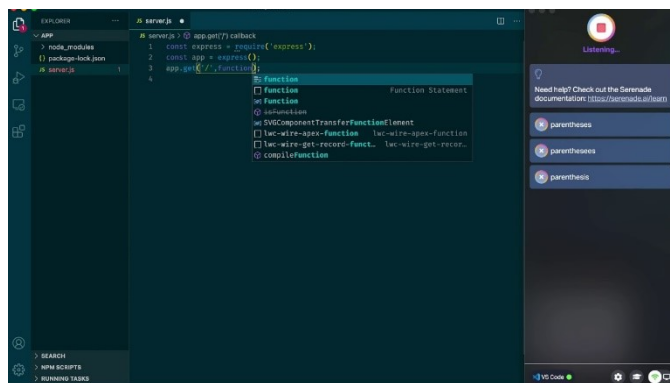 EXPLORER
APP
node_modules
{} package-lock.json
JS server.js 1
JS server.js
JS server.js > app.get('/') callback
1 const express = require('express');
2 const app = express();
3 app.get('/',function);
4
function
function Function Statement
Function
isFunction
SVGComponentTransferFunctionElement
lwc-wire-apex-function lwc-wire-apex-function
lwc-wire-get-record-funct… lwc-wire-get-recor…
compileFunction
SEARCH
NPM SCRIPTS
RUNNING TASKS
Listening...
Need help? Check out the Serenade
documentation: https://serenade.ai/learn
parentheses
parenthesees
parenthesis
VS Code